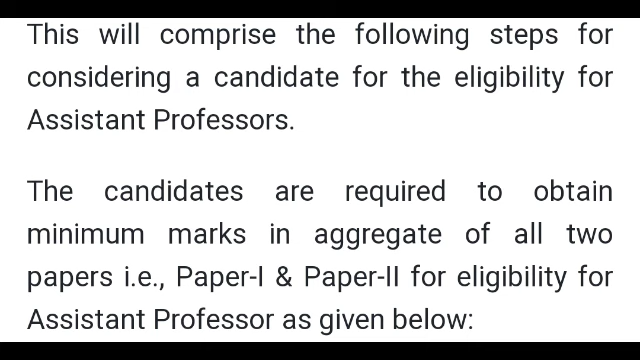 This will comprise the following steps for
considering a candidate for the eligibility for
Assistant Professors.
The candidates are required to obtain
minimum marks in aggregate of all two
papers i.e., Paper-I & Paper-II for eligibility for
Assistant Professor as given below: